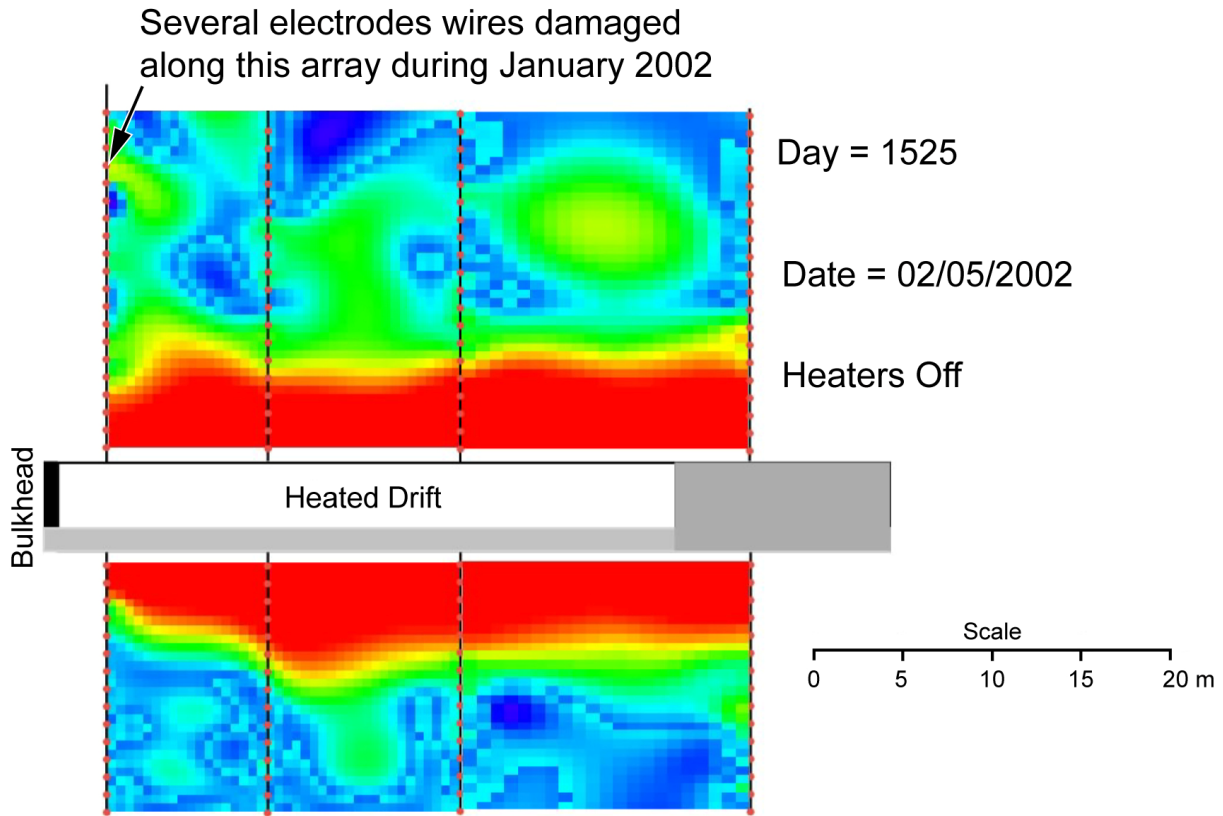 Several electrodes wires damaged
along this array during January 2002
Day = 1525
Date = 02/05/2002
Heaters Off
Bulkhead
Heated Drift
Scale
0 5 10 15 20 m